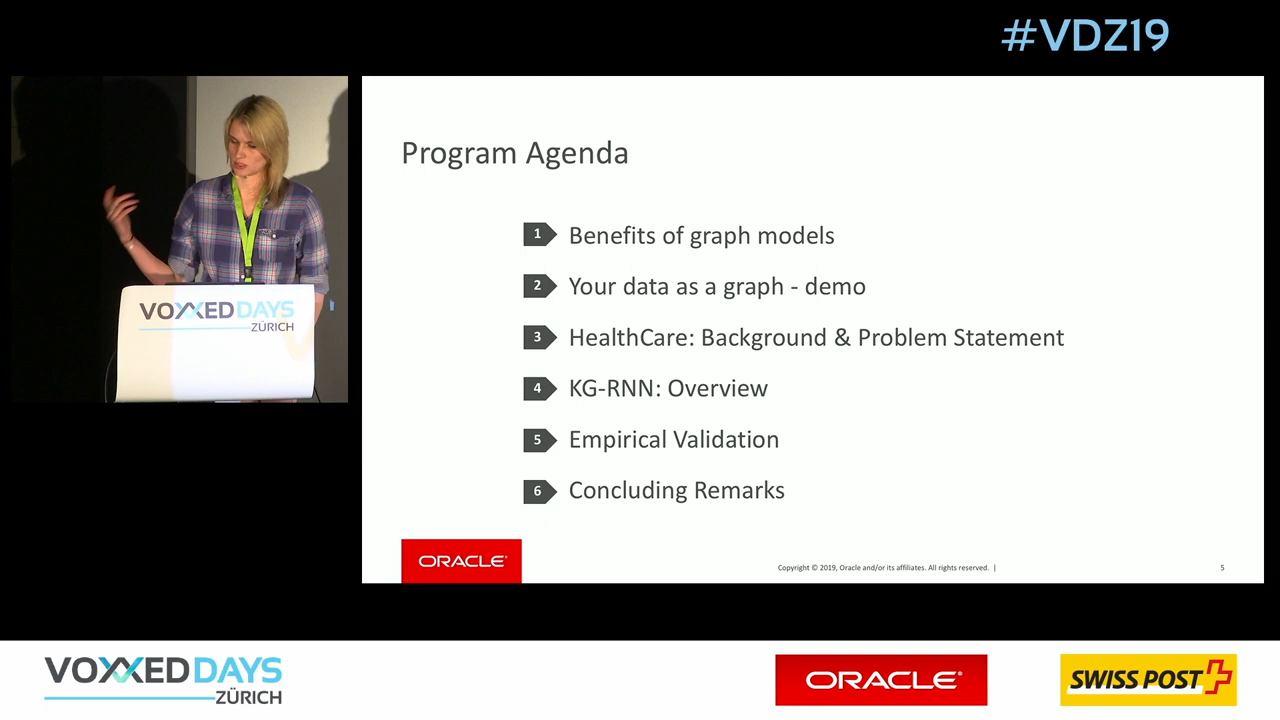 #VDZ19
Program Agenda
1 Benefits of graph models
2 Your data as a graph - demo
3 HealthCare: Background & Problem Statement
4 KG-RNN: Overview
5 Empirical Validation
6 Concluding Remarks
ORACLE
Copyright © 2019, Oracle and/or its affiliates. All rights reserved. |
5
VOXXED DAYS
ZÜRICH
VOXXED DAYS
ZÜRICH
ORACLE
SWISS POST